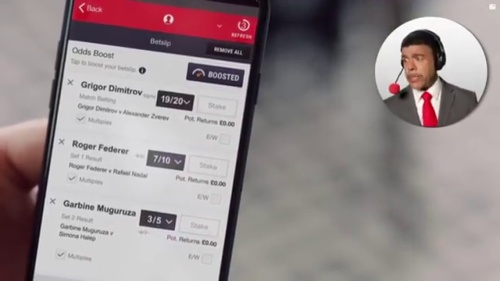 Back
3
REFRESH
Betslip
REMOVE ALL
Odds Boost
Tap to boost your betslip
BOOSTED
Grigor Dimitrov
19/20
Stake
Match Betting
Grigor Dimitrov v Alexander Zverev
Pot. Returns £0.00
Multiples
E/W
Roger Federer
7/10
Stake
Set 1 Result
Roger Federer v Rafael Nadal
Pot. Returns £0.00
Multiples
E/W
Garbine Muguruza
3/5
Stake
Set 2 Result
Garbine Muguruza v
Simona Halep
Pot. Returns £0.00
E/W
Multiples